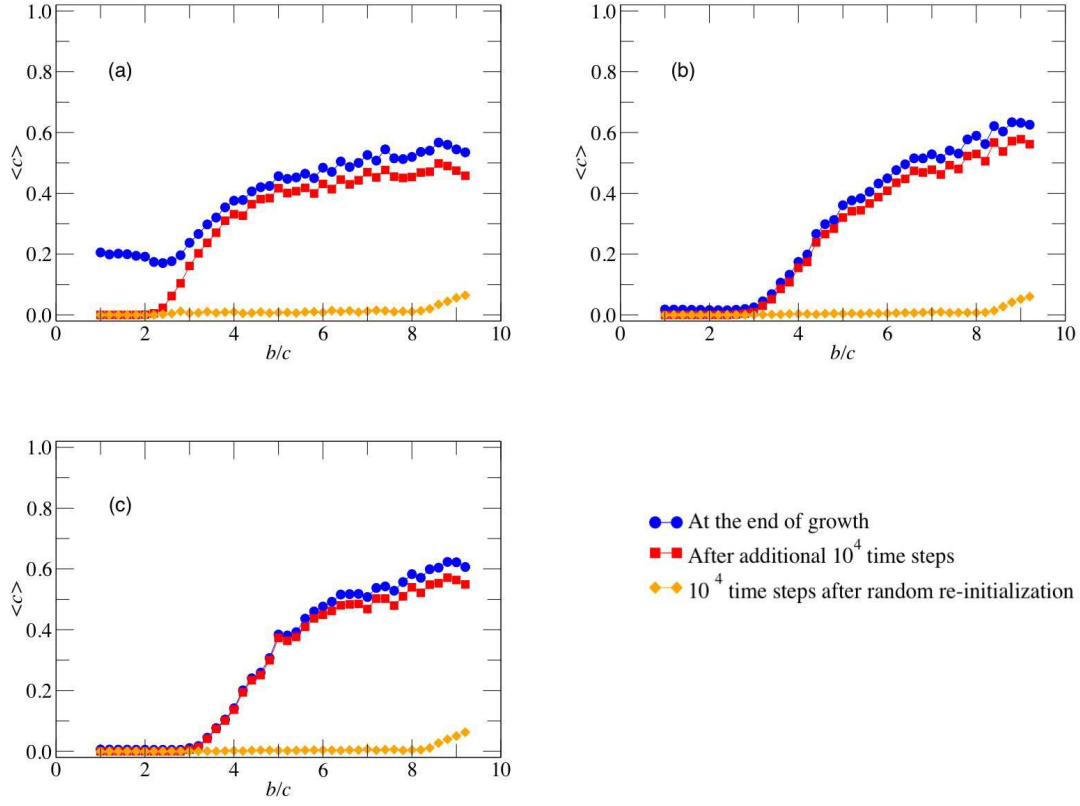 1.0
0.8
0.6
0.4
0.2
0.0
<c>
(a)
0 2 4 6 8 10
b/c
1.0
0.8
0.6
0.4
0.2
0.0
<c>
(b)
0 2 4 6 8 10
b/c
1.0
0.8
0.6
0.4
0.2
0.0
<c>
(c)
0 2 4 6 8 10
b/c
At the end of growth
After additional 10^4 time steps
10^4 time steps after random re-initialization